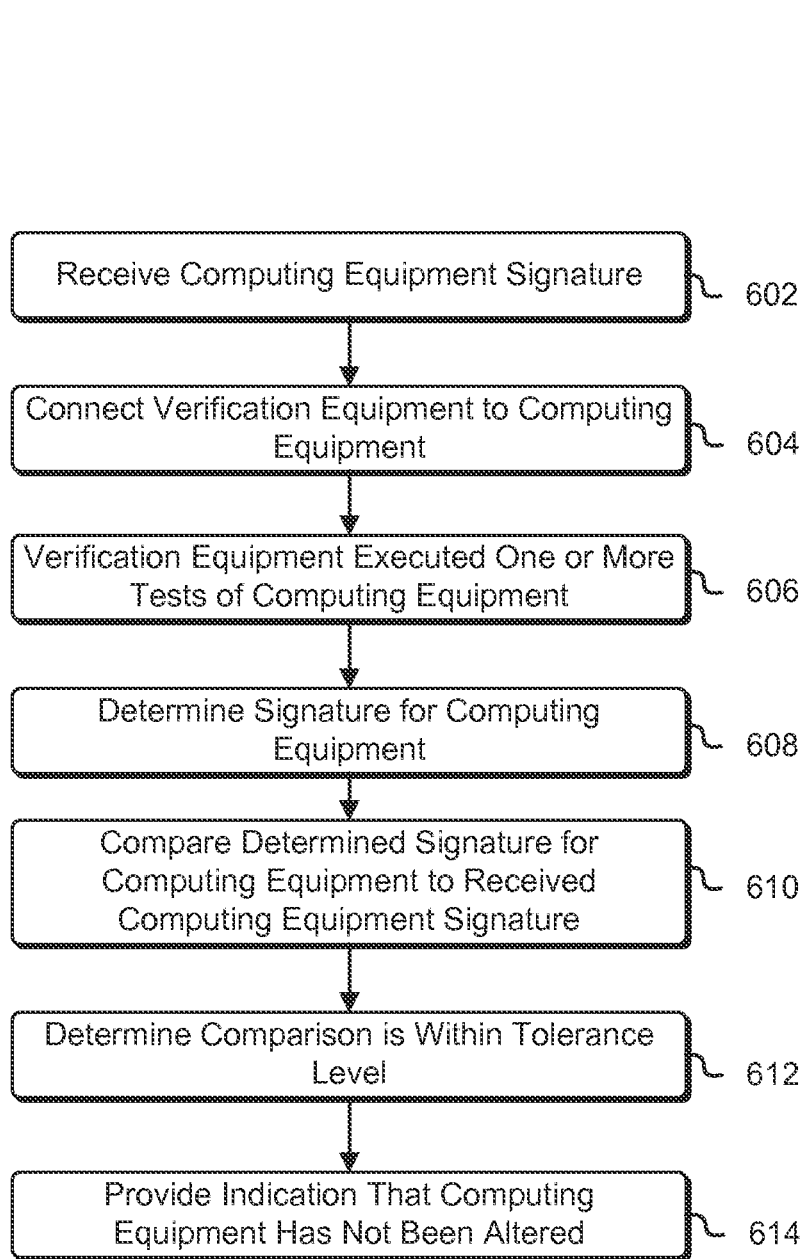 Receive Computing Equipment Signature
602
Connect Verification Equipment to Computing
Equipment
604
Verification Equipment Executed One or More
Tests of Computing Equipment
606
Determine Signature for Computing
Equipment
608
Compare Determined Signature for
Computing Equipment to Received
Computing Equipment Signature
610
Determine Comparison is Within Tolerance
Level
612
Provide Indication That Computing
Equipment Has Not Been Altered
614